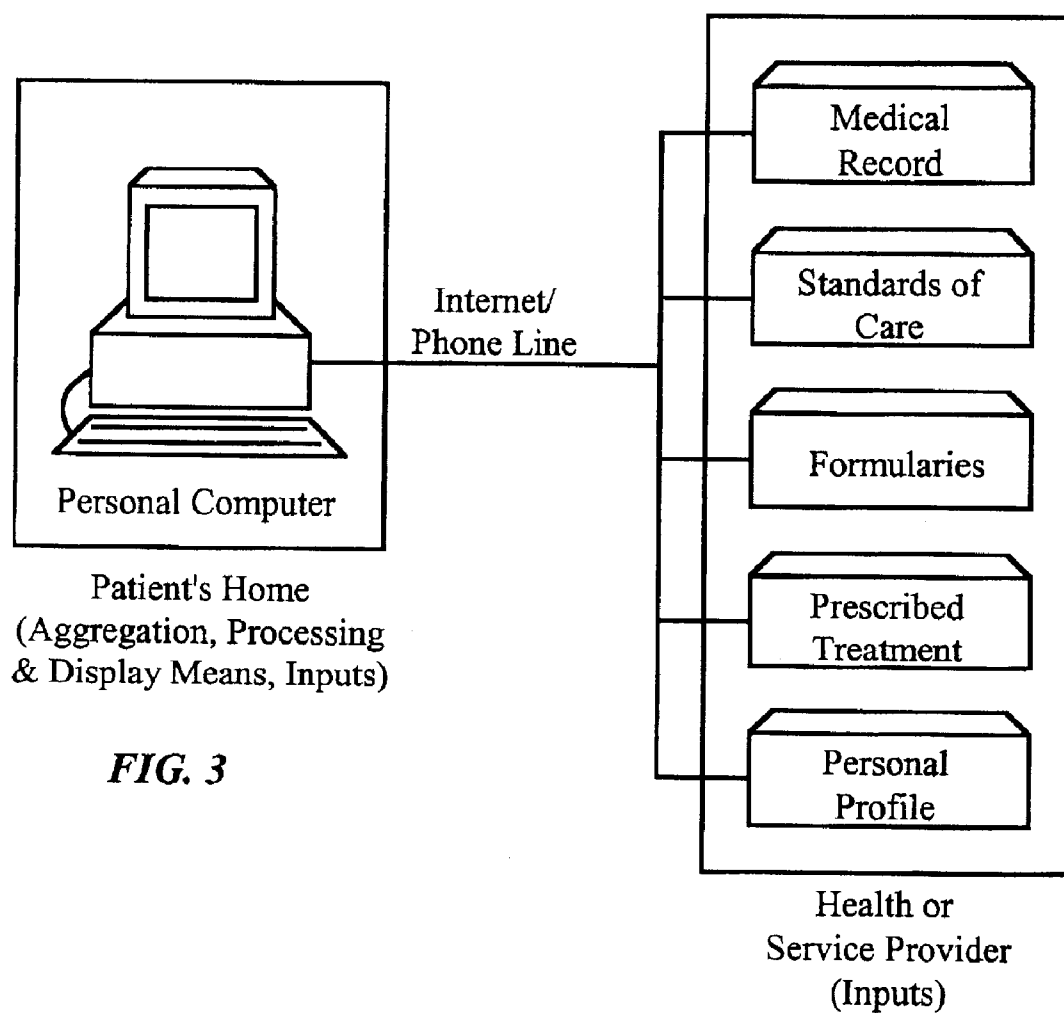 Personal Computer
Patient's Home
(Aggregation, Processing
& Display Means, Inputs)
FIG. 3
Internet/
Phone Line
Medical
Record
Standards of
Care
Formularies
Prescribed
Treatment
Personal
Profile
Health or
Service Provider
(Inputs)